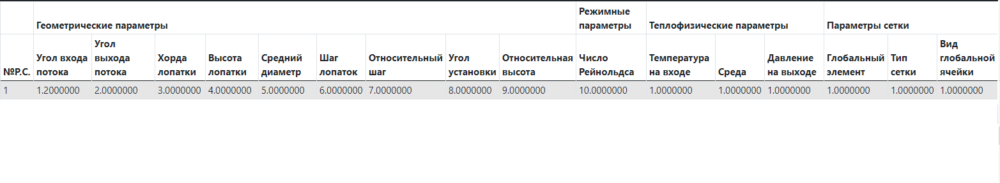 Геометрические параметры Режимные параметры Теплофизические параметры Параметры сетки
№Р.С. Угол входа потока Угол выхода потока Хорда лопатки Высота лопатки Средний диаметр Шаг лопаток Относительный шаг Угол установки Относительная высота Число Рейнольдса Температура на входе Среда Давление на выходе Глобальный элемент Тип сетки Вид глобальной ячейки
1 1.2000000 2.0000000 3.0000000 4.0000000 5.0000000 6.0000000 7.0000000 8.0000000 9.0000000 10.0000000 1.0000000 1.0000000 1.0000000 1.0000000 1.0000000 1.0000000